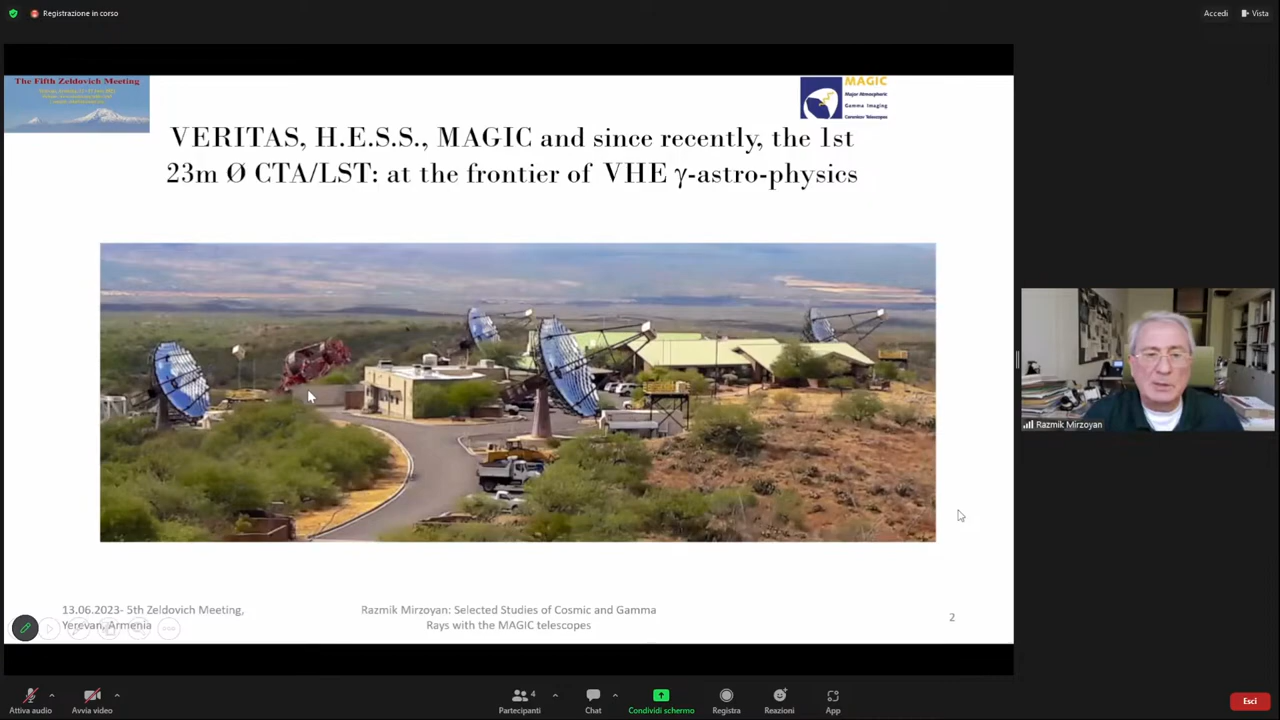 Registrazione in corso
Accedi
Vista
The Fifth Zeldovich Meeting
MAGIC
Major Atmospheric
Gamma Imaging
Cerenkov Telescopes
VERITAS, H.E.S.S., MAGIC and since recently, the 1st
23m Ø CTA/LST: at the frontier of VHE γ-astro-physics
Razmik Mirzoyan
13.06.2023- 5th Zeldovich Meeting,
Yerevan, Armenia
Razmik Mirzoyan: Selected Studies of Cosmic and Gamma
Rays with the MAGIC telescopes
2
Attiva audio
Avvia video
Partecipanti
4
Chat
Condividi schermo
Registra
Reazioni
App
Esci